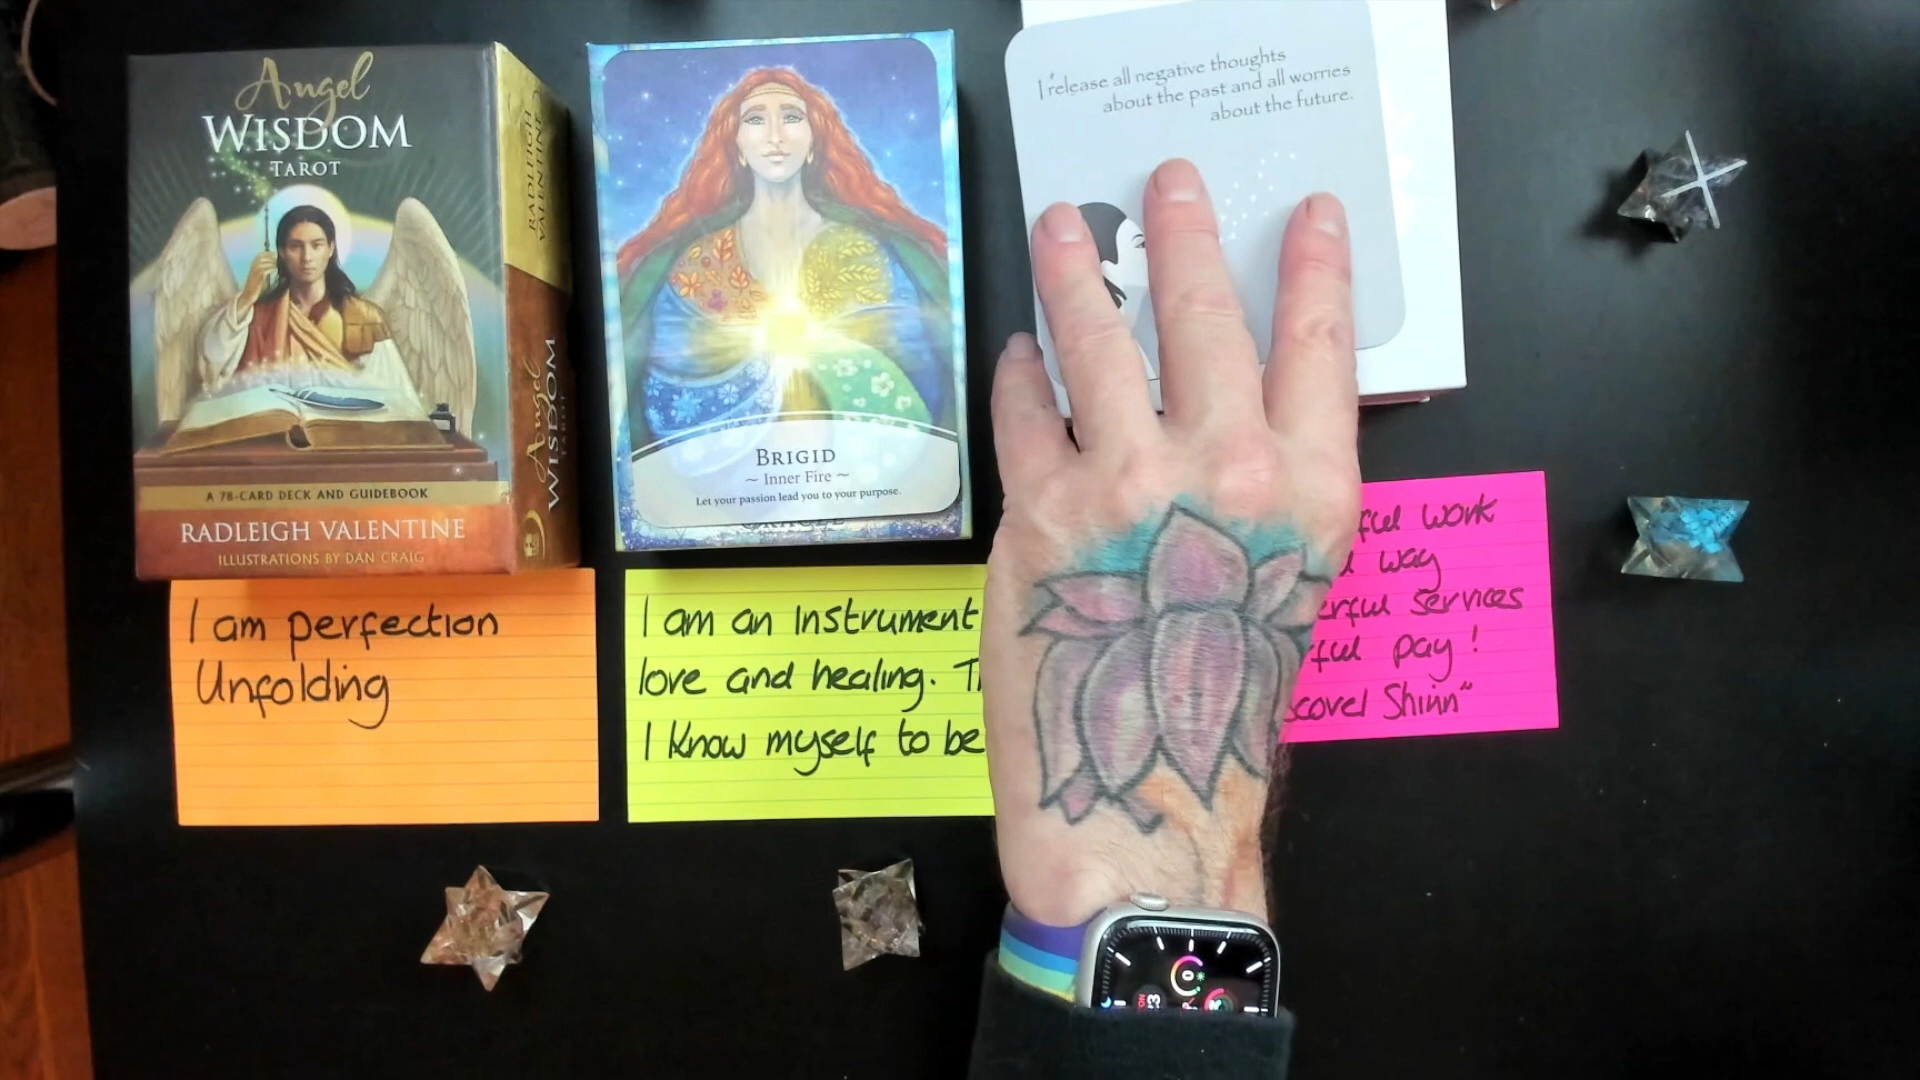 Angel
WISDOM
TAROT
A 78-CARD DECK AND GUIDEBOOK
RADLEIGH VALENTINE
ILLUSTRATIONS BY DAN CRAIG
RADLEIGH
VALENTINE
Angel
WISDOM
TAROT
BRIGID
~ Inner Fire ~
Let your passion lead you to your purpose.
I release all negative thoughts
about the past and all worries
about the future.
I am perfection
Unfolding
I am an instrument
love and healing.
I know myself to be
work
way
services
pay!
Scovel Shinn"